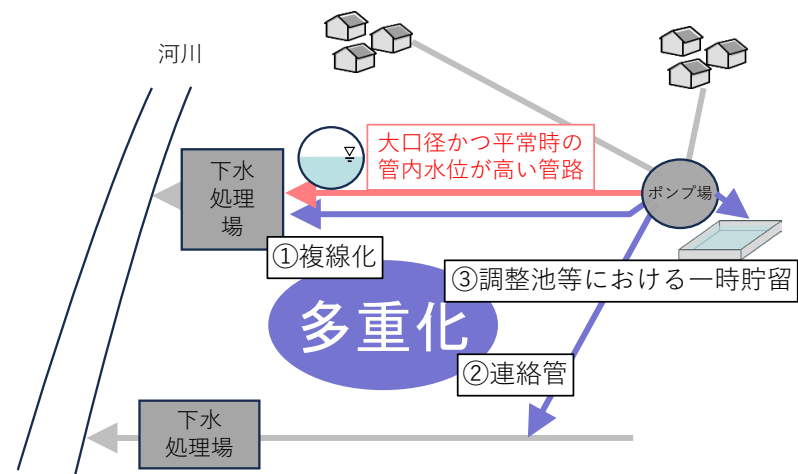 河川
大口径かつ平常時の
管内水位が高い管路
下水
処理
場
ポンプ場
①複線化
③調整池等における一時貯留
多重化
②連絡管
下水
処理場